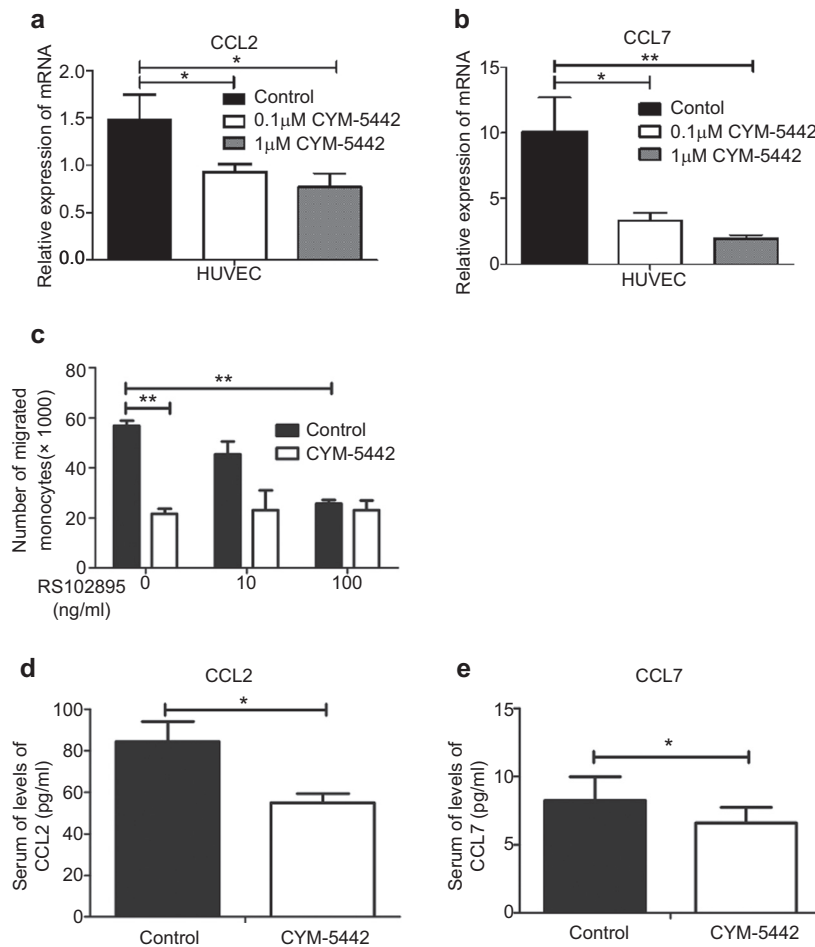 a
CCL2
Relative expression of mRNA
2.0
1.5
1.0
0.5
0.0
*
*
Control
0.1μM CYM-5442
1μM CYM-5442
HUVEC
b
CCL7
Relative expression of mRNA
15
10
5
0
**
*
Contol
0.1μM CYM-5442
1μM CYM-5442
HUVEC
c
Number of migrated
monocytes(× 1000)
80
60
40
20
0
**
**
Control
CYM-5442
RS102895
(ng/ml)
0
10
100
d
CCL2
Serum of levels of
CCL2 (pg/ml)
100
80
60
40
20
0
*
Control
CYM-5442
e
CCL7
Serum of levels of
CCL7 (pg/ml)
15
10
5
0
*
Control
CYM-5442